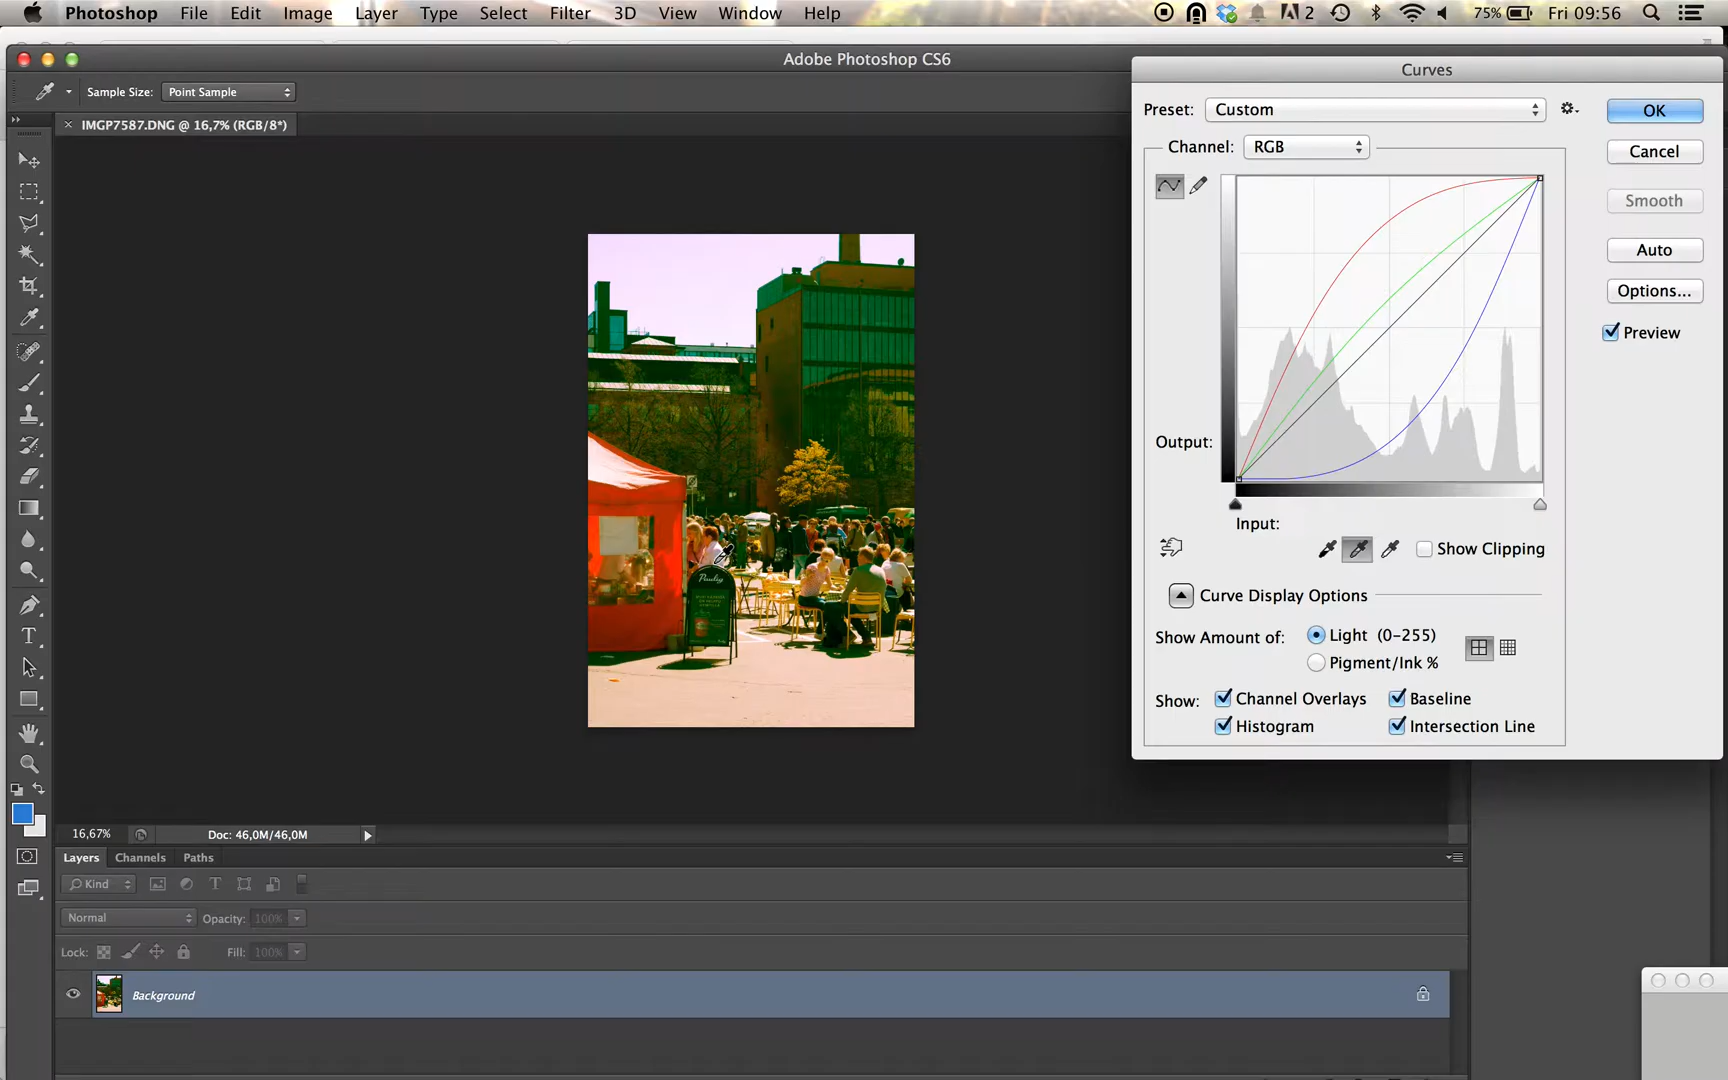 Photoshop File Edit Image Layer Type Select Filter 3D View Window Help 2 75% Fri 09:56
Adobe Photoshop CS6
Sample Size: Point Sample
IMGP7587.DNG @ 16,7% (RGB/8*)
Curves
Preset: Custom
OK
Channel: RGB
Cancel
Smooth
Auto
Options...
Preview
Output:
Input:
Show Clipping
Curve Display Options
Show Amount of: Light (0-255)
Pigment/Ink %
Show: Channel Overlays Baseline
Histogram Intersection Line
Paulig
16,67% Doc: 46,0M/46,0M
Layers Channels Paths
Kind
Normal Opacity: 100%
Lock: Fill: 100%
Background